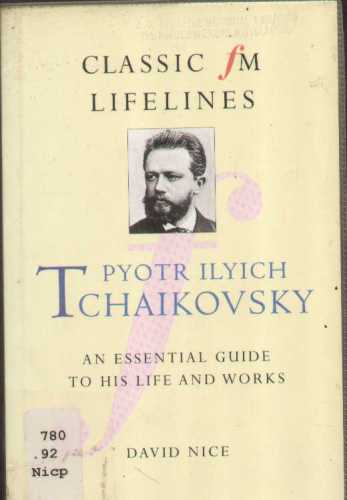 CLASSIC fM
LIFELINES
PYOTR ILYICH
TCHAIKOVSKY
AN ESSENTIAL GUIDE
TO HIS LIFE AND WORKS
780
.92
Nicp
DAVID NICE